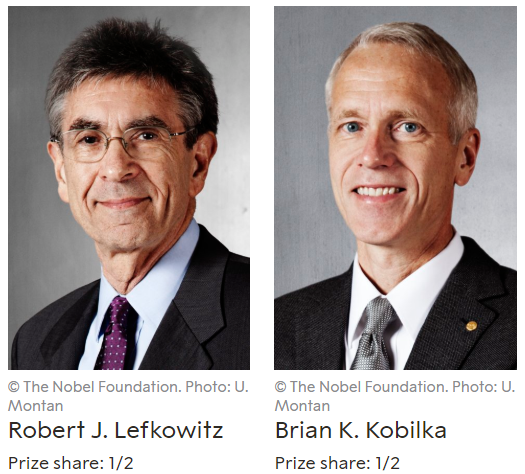 © The Nobel Foundation. Photo: U.
Montan
Robert J. Lefkowitz
Prize share: 1/2
© The Nobel Foundation. Photo: U.
Montan
Brian K. Kobilka
Prize share: 1/2